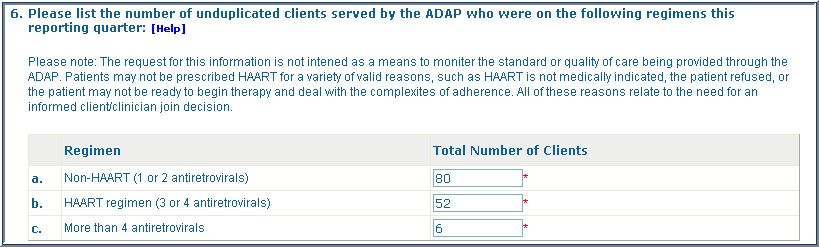 6. Please list the number of unduplicated clients served by the ADAP who were on the following regimens this
reporting quarter: [Help]
Please note: The request for this information is not intened as a means to moniter the standard or quality of care being provided through the
ADAP. Patients may not be prescribed HAART for a variety of valid reasons, such as HAART is not medically indicated, the patient refused, or
the patient may not be ready to begin therapy and deal with the complexites of adherence. All of these reasons relate to the need for an
informed client/clinician join decision.
Regimen Total Number of Clients
a. Non-HAART (1 or 2 antiretrovirals) 80 *
b. HAART regimen (3 or 4 antiretrovirals) 52 *
c. More than 4 antiretrovirals 6 *